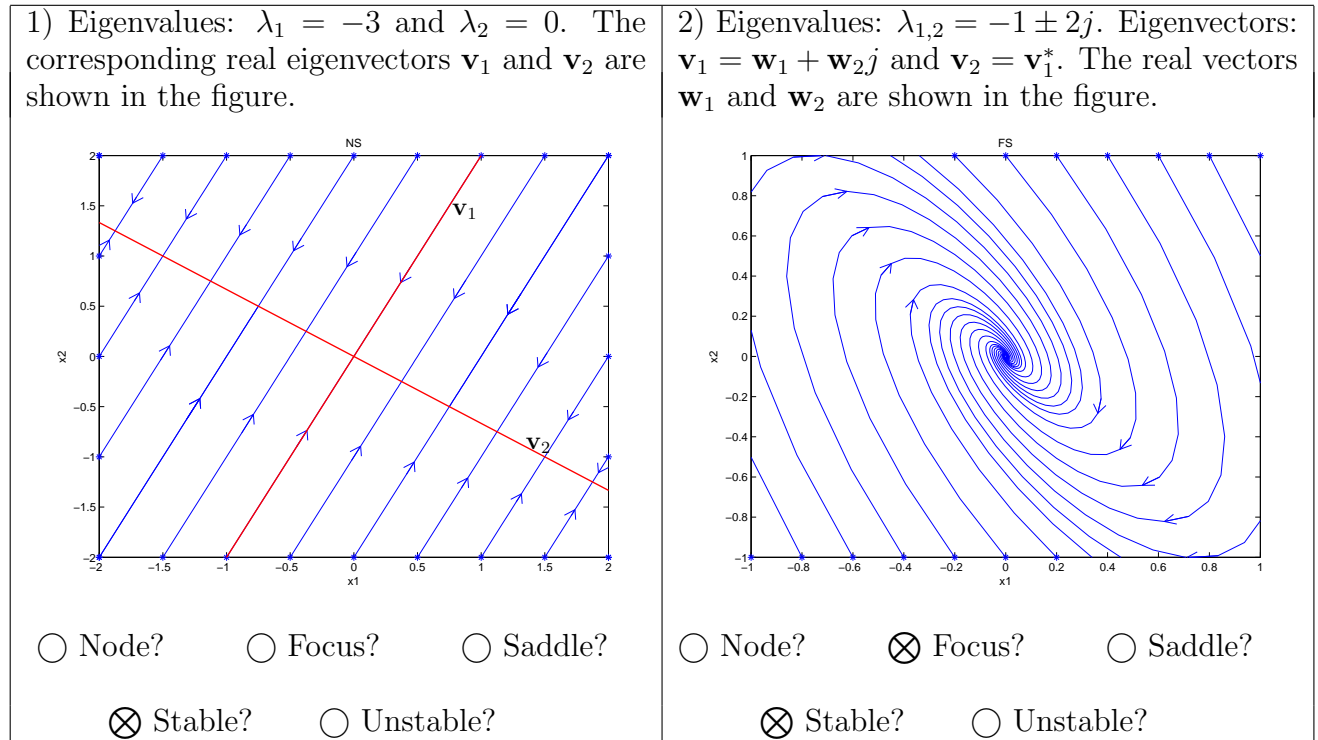 1) Eigenvalues: λ₁ = −3 and λ₂ = 0. The
corresponding real eigenvectors v₁ and v₂ are
shown in the figure.
NS
2
1.5
1
0.5
0
−0.5
−1
−1.5
−2
x2
v₁
v₂
−2 −1.5 −1 −0.5 0 0.5 1 1.5 2
x1
○ Node? ○ Focus? ○ Saddle?
⊗ Stable? ○ Unstable?
2) Eigenvalues: λ₁,₂ = −1 ± 2j. Eigenvectors:
v₁ = w₁ + w₂j and v₂ = v₁*. The real vectors
w₁ and w₂ are shown in the figure.
FS
1
0.8
0.6
0.4
0.2
0
−0.2
−0.4
−0.6
−0.8
−1
x2
−1 −0.8 −0.6 −0.4 −0.2 0 0.2 0.4 0.6 0.8 1
x1
○ Node? ⊗ Focus? ○ Saddle?
⊗ Stable? ○ Unstable?